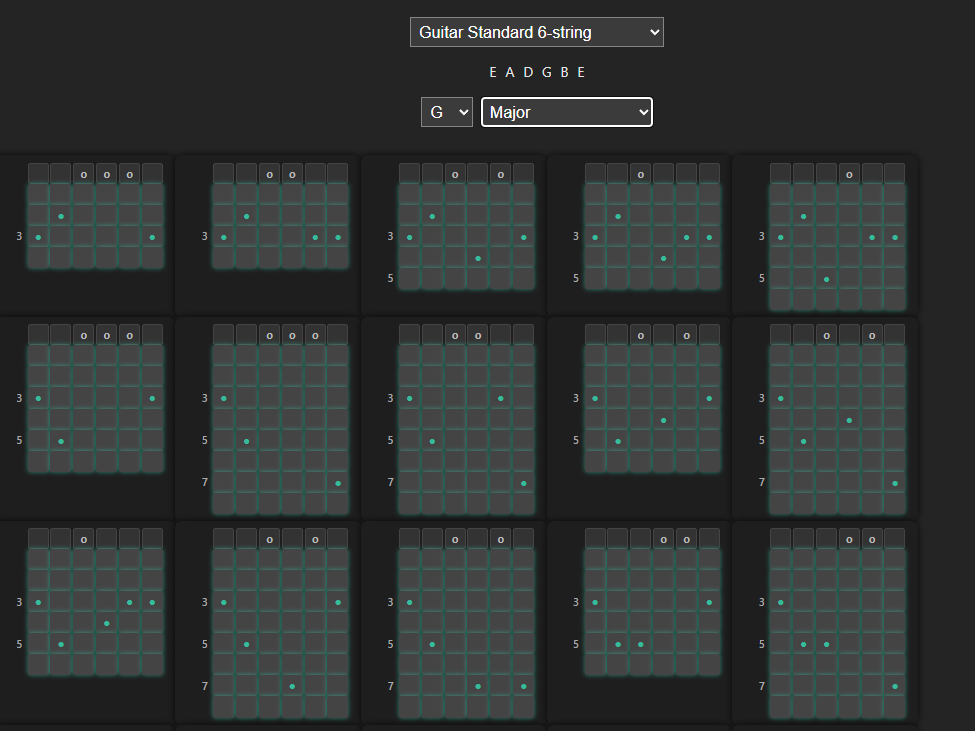 Guitar Standard 6-string
E A D G B E
G Major
o o o o o o o o o
3 3 3 3 3
5 5 5
o o o o o o o o o o o o
3 3 3 3 3
5 5 5 5 5
7 7 7
o o o o o o o o o
3 3 3 3 3
5 5 5 5 5
7 7 7